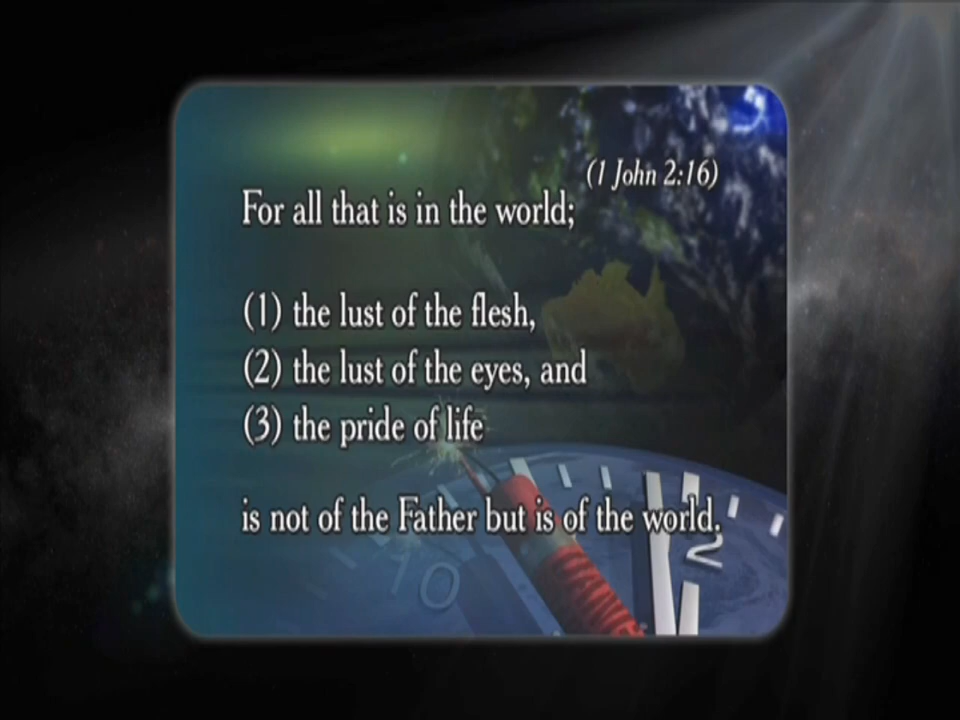 (1 John 2:16)
For all that is in the world;
(1) the lust of the flesh,
(2) the lust of the eyes, and
(3) the pride of life
is not of the Father but is of the world.
10
12